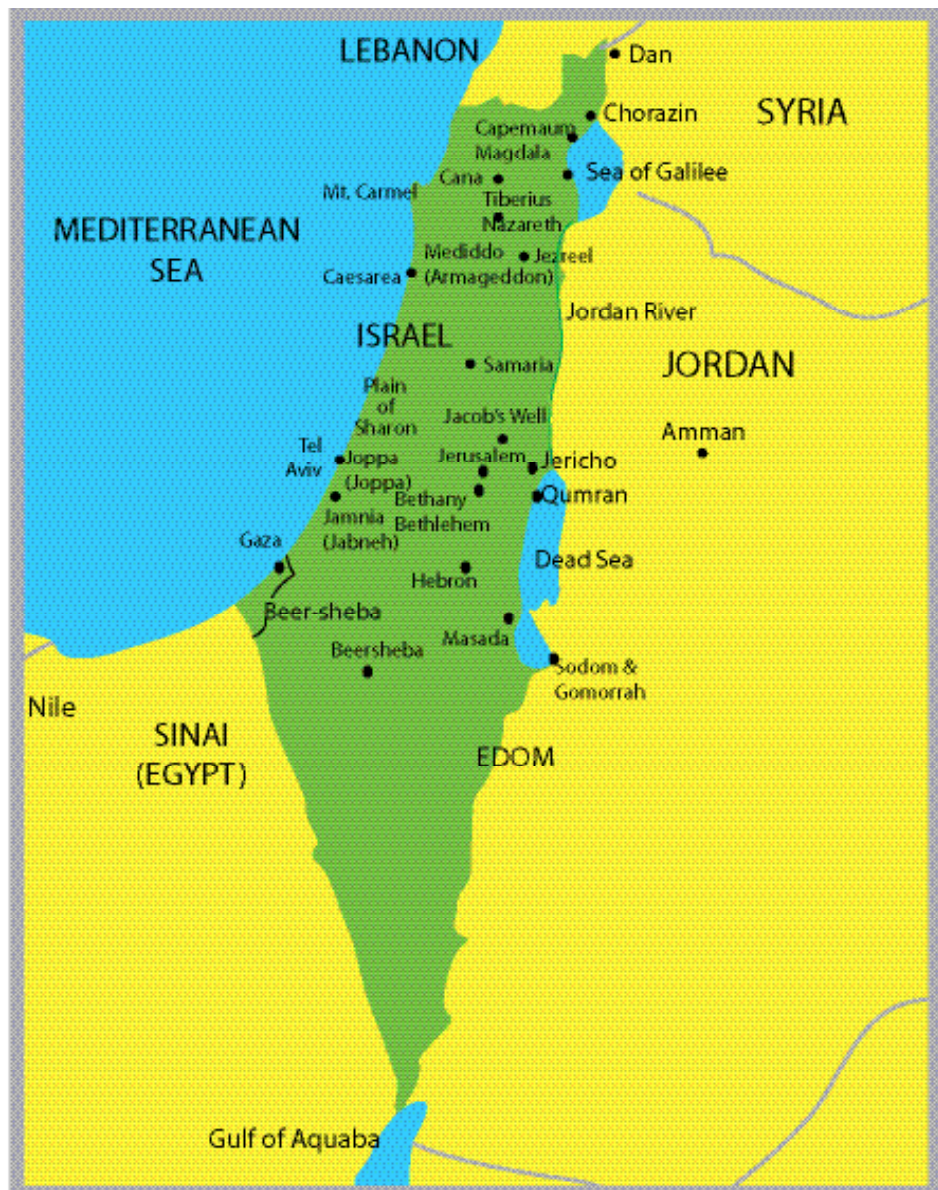 LEBANON
Dan
SYRIA
Chorazin
Capernaum
Magdala
Sea of Galilee
Cana
Mt. Carmel
Tiberius
Nazareth
MEDITERRANEAN
SEA
Mediddo
(Armageddon)
Jezreel
Caesarea
Jordan River
ISRAEL
Samaria
JORDAN
Plain
of
Sharon
Jacob's Well
Amman
Tel
Aviv
Joppa
(Joppa)
Jerusalem
Jericho
Qumran
Bethany
Bethlehem
Jamnia
(Jabneh)
Gaza
Dead Sea
Hebron
Beer-sheba
Masada
Beersheba
Sodom &
Gomorrah
Nile
SINAI
(EGYPT)
EDOM
Gulf of Aquaba